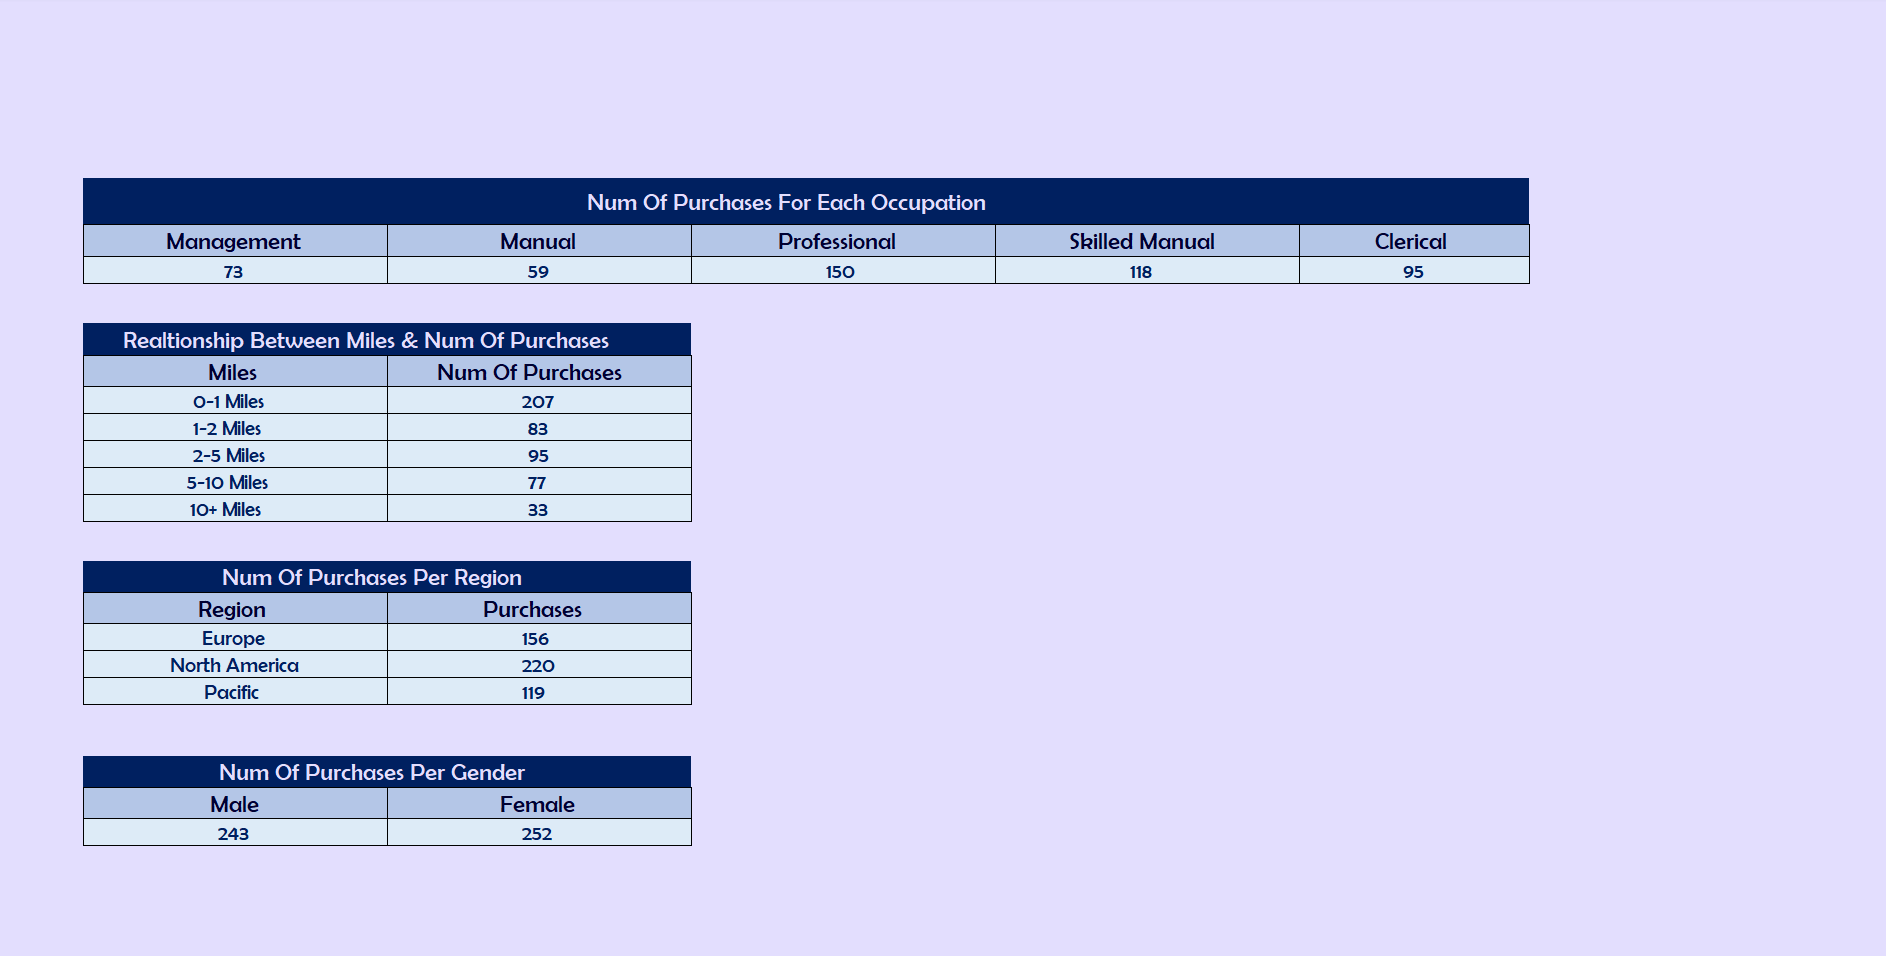 Num Of Purchases For Each Occupation
Management Manual Professional Skilled Manual Clerical
73 59 150 118 95
Realtionship Between Miles & Num Of Purchases
Miles Num Of Purchases
0-1 Miles 207
1-2 Miles 83
2-5 Miles 95
5-10 Miles 77
10+ Miles 33
Num Of Purchases Per Region
Region Purchases
Europe 156
North America 220
Pacific 119
Num Of Purchases Per Gender
Male Female
243 252